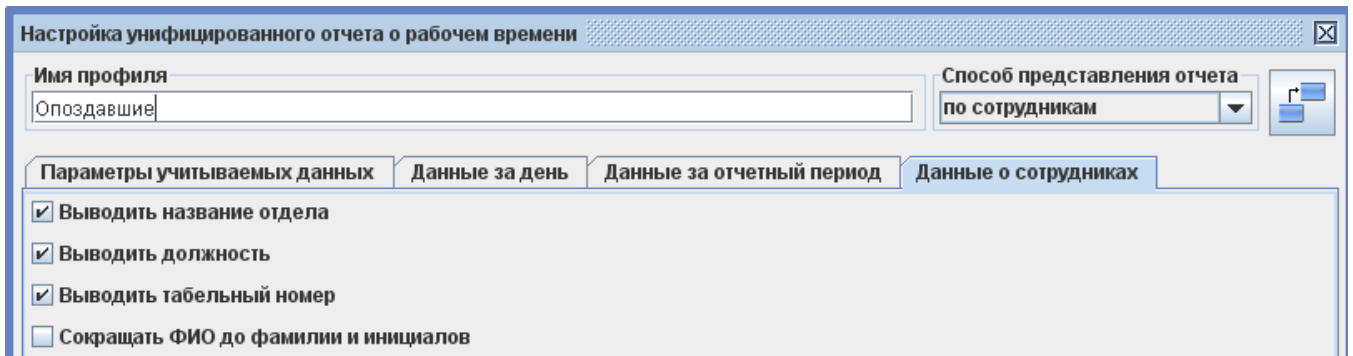 Настройка унифицированного отчета о рабочем времени
Имя профиля
Способ представления отчета
Опоздавшие
по сотрудникам
Параметры учитываемых данных
Данные за день
Данные за отчетный период
Данные о сотрудниках
Выводить название отдела
Выводить должность
Выводить табельный номер
Сокращать ФИО до фамилии и инициалов